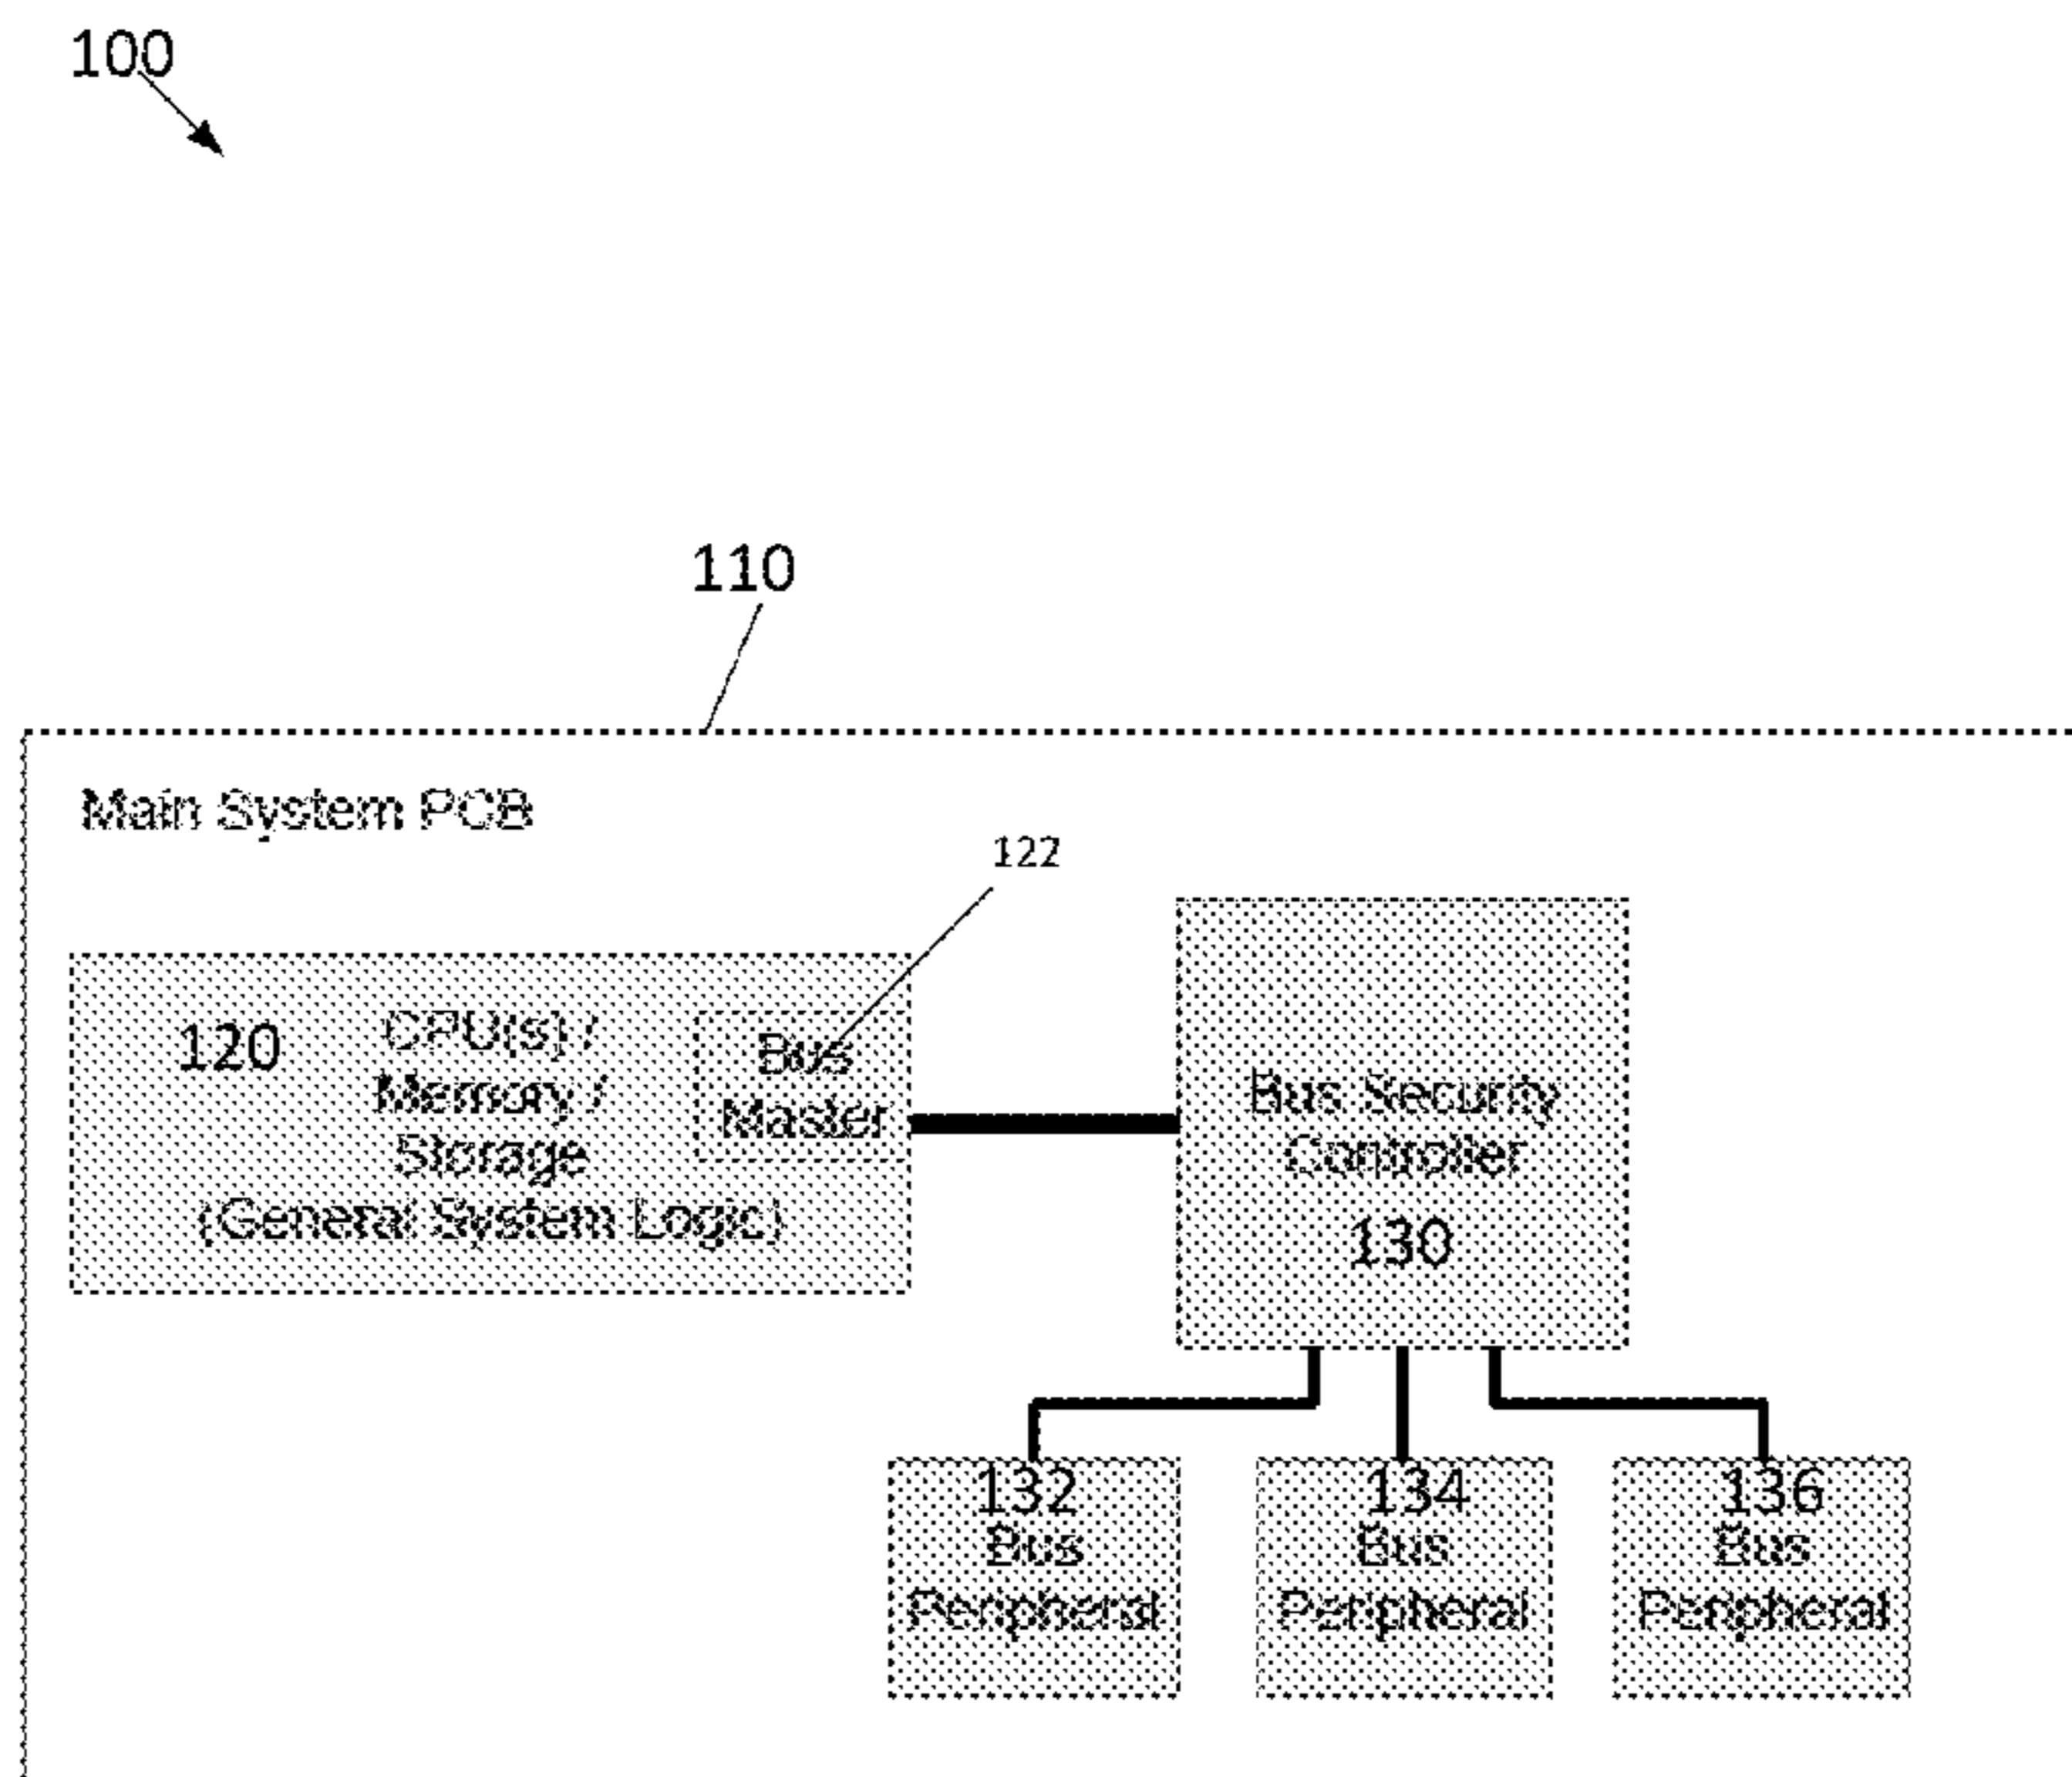 100
110
Main System PCB
122
120
CPU(s) /
Memory /
Storage
(General System Logic)
Bus
Master
Bus Security
Controller
130
132
Bus
Peripheral
134
Bus
Peripheral
136
Bus
Peripheral